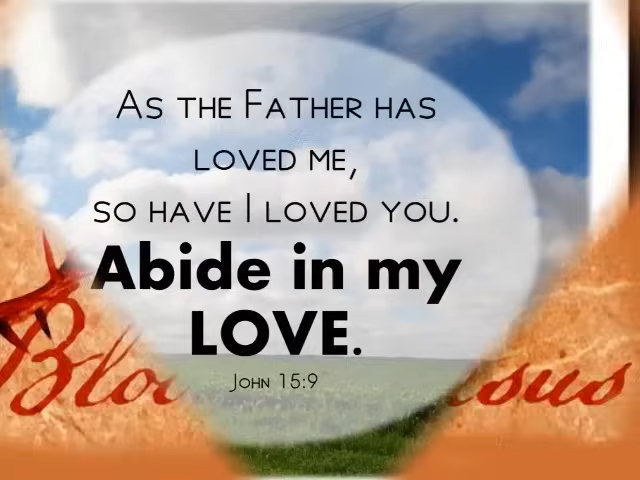 As the Father has
loved me,
so have I loved you.
Abide in my
LOVE.
John 15:9